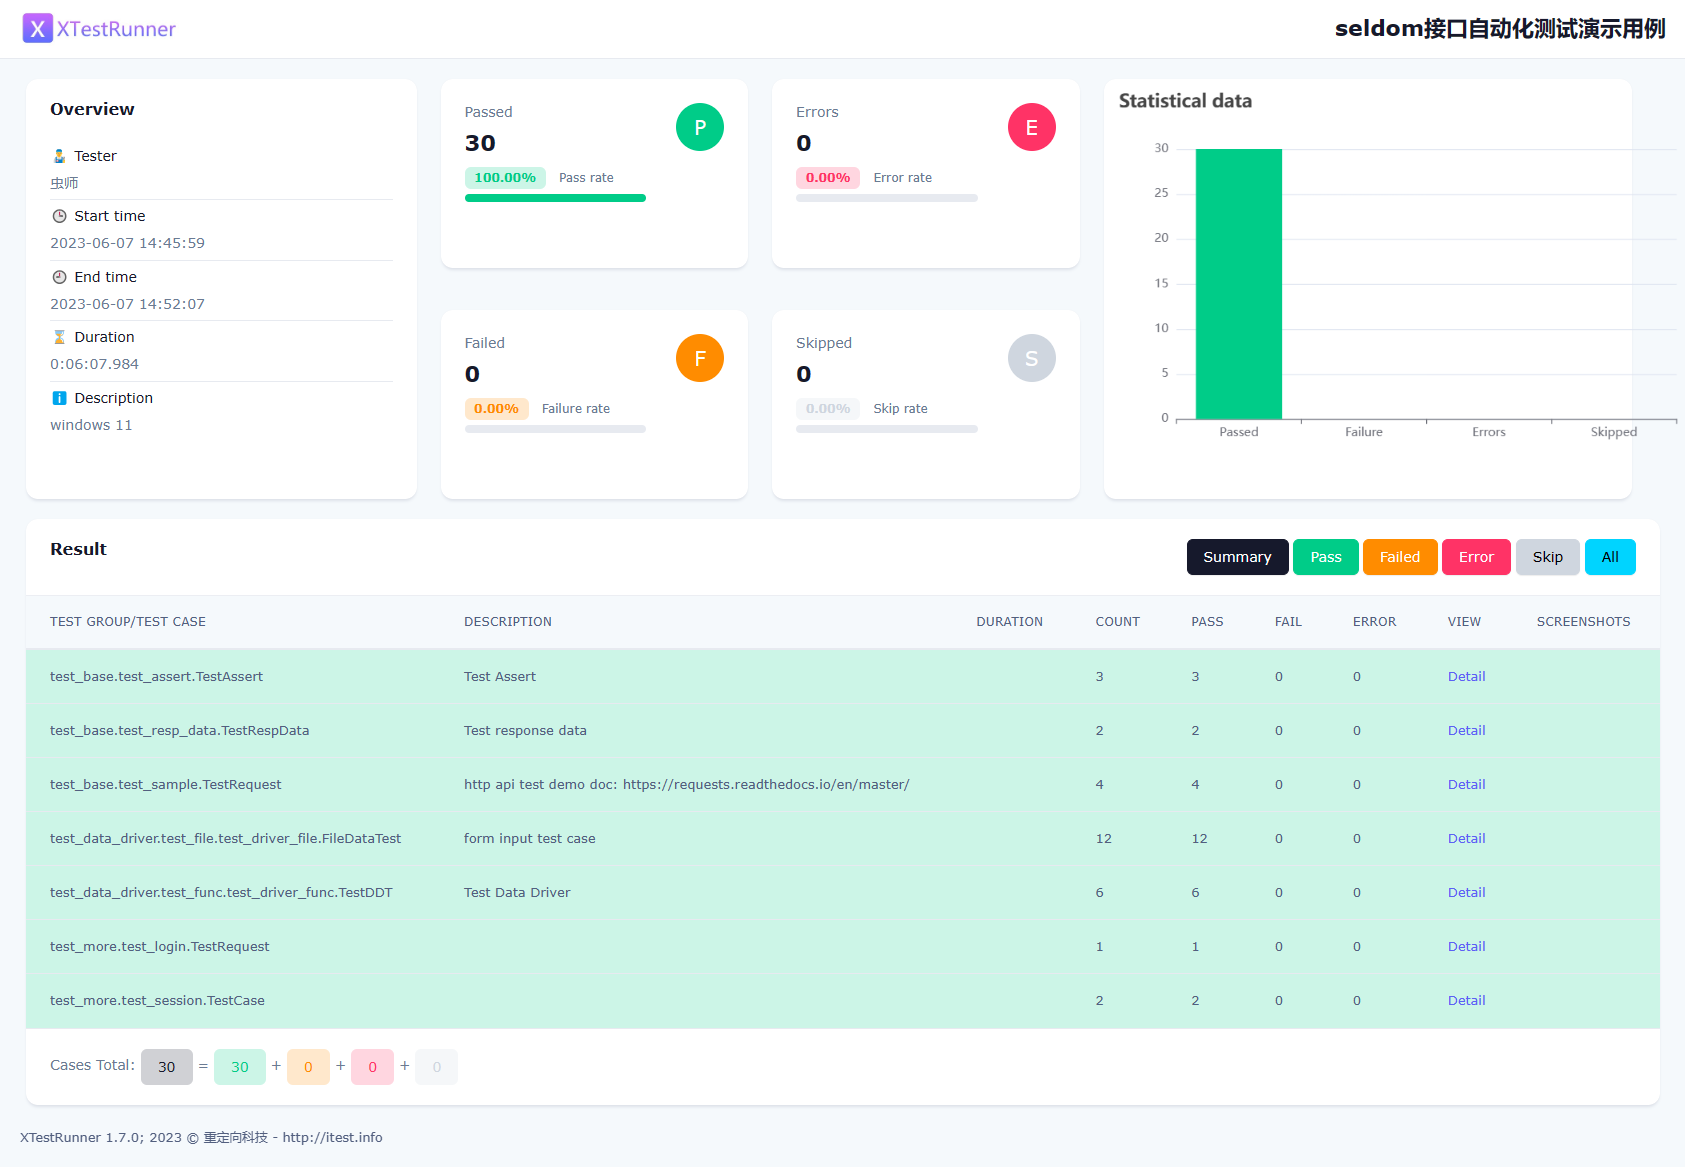 X XTestRunner
seldom接口自动化测试演示用例
Overview
Tester
虫师
Start time
2023-06-07 14:45:59
End time
2023-06-07 14:52:07
Duration
0:06:07.984
i Description
windows 11
Passed
30
P
100.00% Pass rate
Errors
0
E
0.00% Error rate
Failed
0
F
0.00% Failure rate
Skipped
0
S
0.00% Skip rate
Statistical data
30
25
20
15
10
5
0
Passed Failure Errors Skipped
Result
Summary Pass Failed Error Skip All
TEST GROUP/TEST CASE DESCRIPTION DURATION COUNT PASS FAIL ERROR VIEW SCREENSHOTS
test_base.test_assert.TestAssert Test Assert 3 3 0 0 Detail
test_base.test_resp_data.TestRespData Test response data 2 2 0 0 Detail
test_base.test_sample.TestRequest http api test demo doc: https://requests.readthedocs.io/en/master/ 4 4 0 0 Detail
test_data_driver.test_file.test_driver_file.FileDataTest form input test case 12 12 0 0 Detail
test_data_driver.test_func.test_driver_func.TestDDT Test Data Driver 6 6 0 0 Detail
test_more.test_login.TestRequest 1 1 0 0 Detail
test_more.test_session.TestCase 2 2 0 0 Detail
Cases Total: 30 = 30 + 0 + 0 + 0
XTestRunner 1.7.0; 2023 © 重定向科技 - http://itest.info